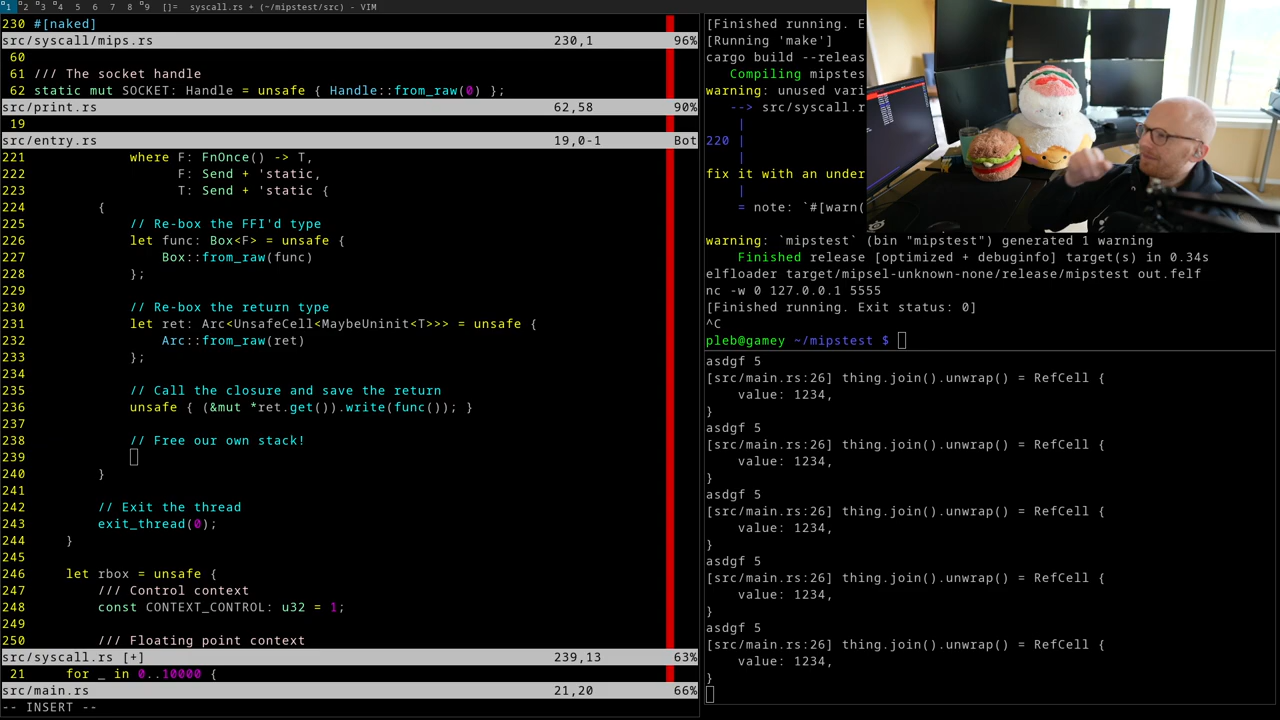 1 2 3 4 5 6 7 8 9 []= syscall.rs + (~/mipstest/src) - VIM
230 #[naked]
src/syscall/mips.rs 230,1 96%
60
61 /// The socket handle
62 static mut SOCKET: Handle = unsafe { Handle::from_raw(0) };
src/print.rs 62,58 90%
19
src/entry.rs 19,0-1 Bot
221 where F: FnOnce() -> T,
222 F: Send + 'static,
223 T: Send + 'static {
224 {
225 // Re-box the FFI'd type
226 let func: Box<F> = unsafe {
227 Box::from_raw(func)
228 };
229
230 // Re-box the return type
231 let ret: Arc<UnsafeCell<MaybeUninit<T>>> = unsafe {
232 Arc::from_raw(ret)
233 };
234
235 // Call the closure and save the return
236 unsafe { (&mut *ret.get()).write(func()); }
237
238 // Free our own stack!
239
240 }
241
242 // Exit the thread
243 exit_thread(0);
244 }
245
246 let rbox = unsafe {
247 /// Control context
248 const CONTEXT_CONTROL: u32 = 1;
249
250 /// Floating point context
src/syscall.rs [+] 239,13 63%
21 for _ in 0..10000 {
src/main.rs 21,20 66%
-- INSERT --
[Finished running. E
[Running 'make']
cargo build --releas
Compiling mipstes
warning: unused vari
--> src/syscall.r
|
220 |
|
fix it with an under
|
= note: `#[warn(
warning: `mipstest` (bin "mipstest") generated 1 warning
Finished release [optimized + debuginfo] target(s) in 0.34s
elfloader target/mipsel-unknown-none/release/mipstest out.felf
nc -w 0 127.0.0.1 5555
[Finished running. Exit status: 0]
^C
pleb@gamey ~/mipstest $
asdgf 5
[src/main.rs:26] thing.join().unwrap() = RefCell {
value: 1234,
}
asdgf 5
[src/main.rs:26] thing.join().unwrap() = RefCell {
value: 1234,
}
asdgf 5
[src/main.rs:26] thing.join().unwrap() = RefCell {
value: 1234,
}
asdgf 5
[src/main.rs:26] thing.join().unwrap() = RefCell {
value: 1234,
}
asdgf 5
[src/main.rs:26] thing.join().unwrap() = RefCell {
value: 1234,
}